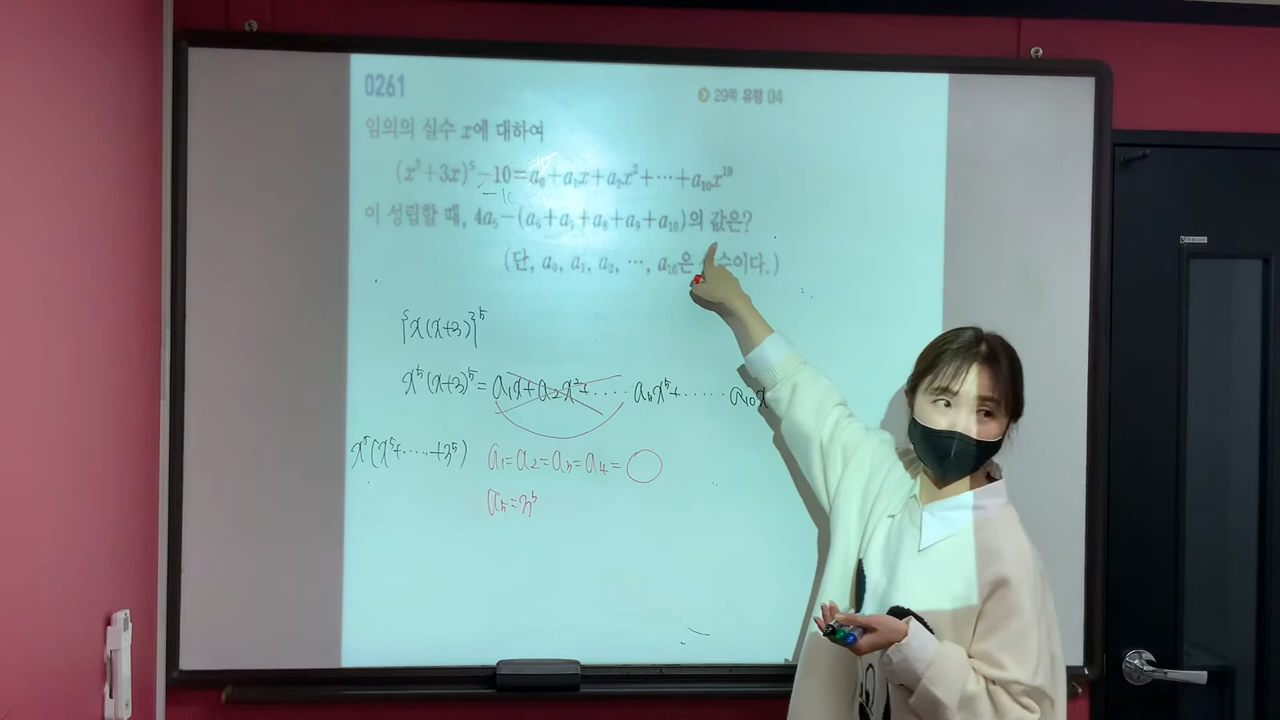 0261
29쪽 유형 04
임의의 실수 x에 대하여
(x²+3x)⁵-10=a₀+a₁x+a₂x²+⋯+a₁₀x¹⁰
이 성립할 때, 4a₅-(a₆+a₇+a₈+a₉+a₁₀)의 값은?
(단, a₀, a₁, a₂, ⋯, a₁₀은 이다.)
{x(x+3)}⁵
x⁵(x+3)⁵=a₁x+a₂x²+⋯⋯a₅x⁵+⋯⋯a₁₀x
x⁵(x⁵+⋯⋯+3⁵)
a₁=a₂=a₃=a₄=0
a₅=3⁵